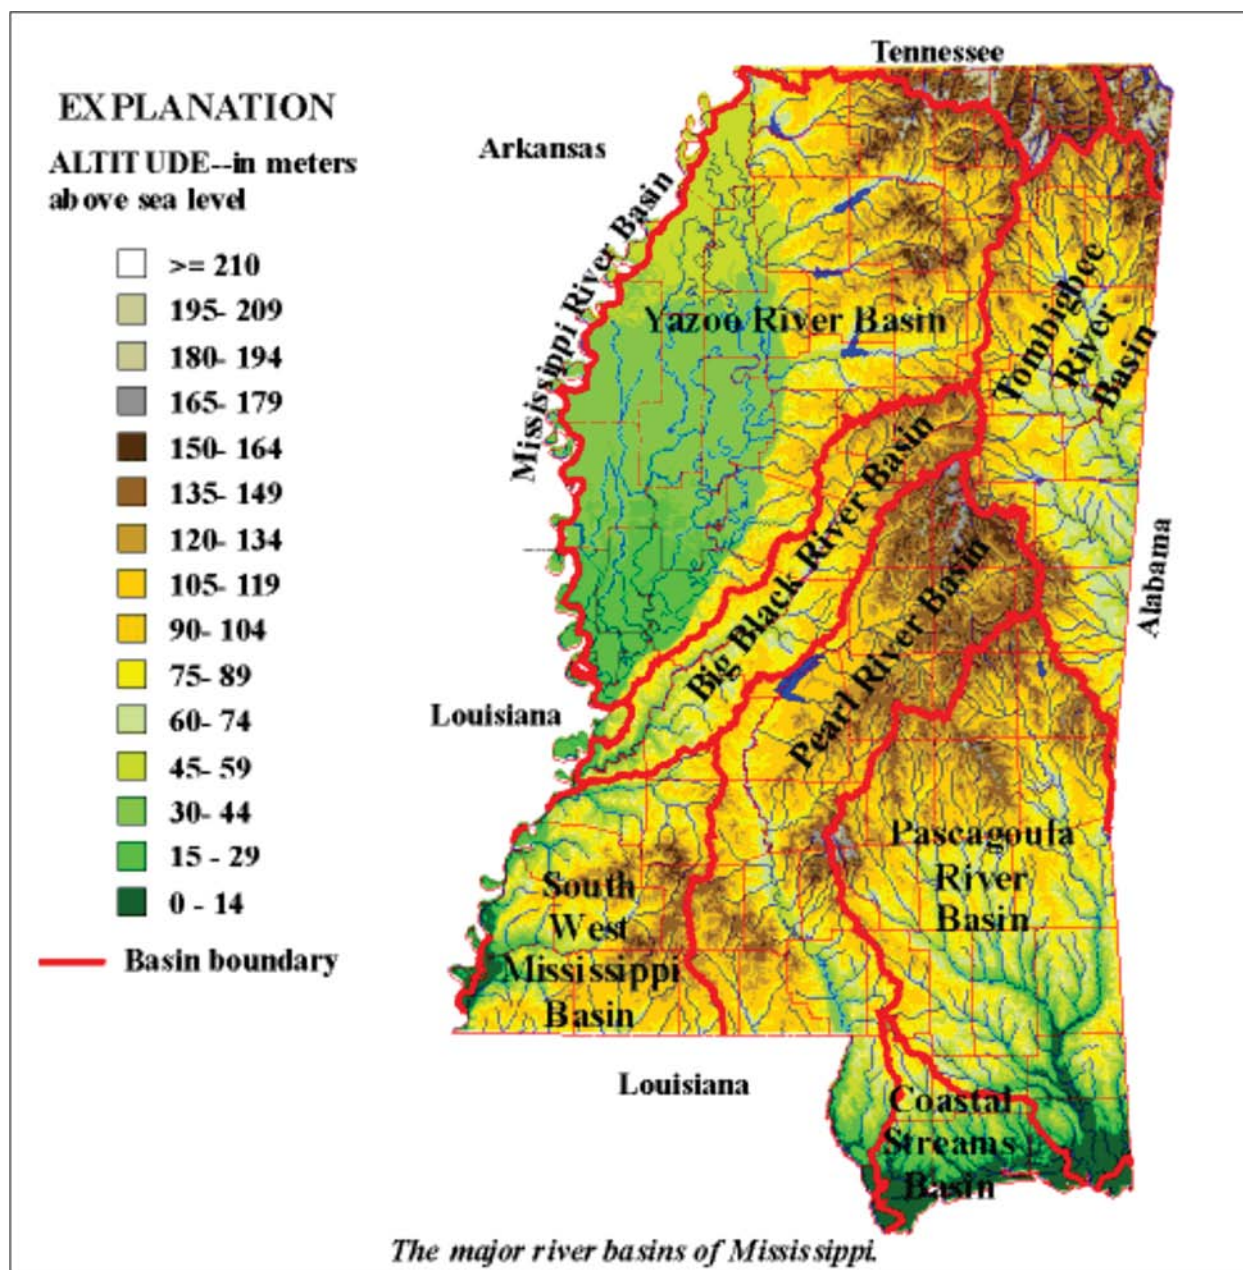 EXPLANATION
ALTITUDE--in meters
above sea level
>= 210
195- 209
180- 194
165- 179
150- 164
135- 149
120- 134
105- 119
90- 104
75- 89
60- 74
45- 59
30- 44
15 - 29
0 - 14
Basin boundary
Tennessee
Arkansas
Mississippi River Basin
Yazoo River Basin
Tombigbee
River
Basin
Big Black River Basin
Pearl River Basin
Alabama
Louisiana
Pascagoula
River
Basin
South
West
Mississippi
Basin
Louisiana
Coastal
Streams
Basin
The major river basins of Mississippi.